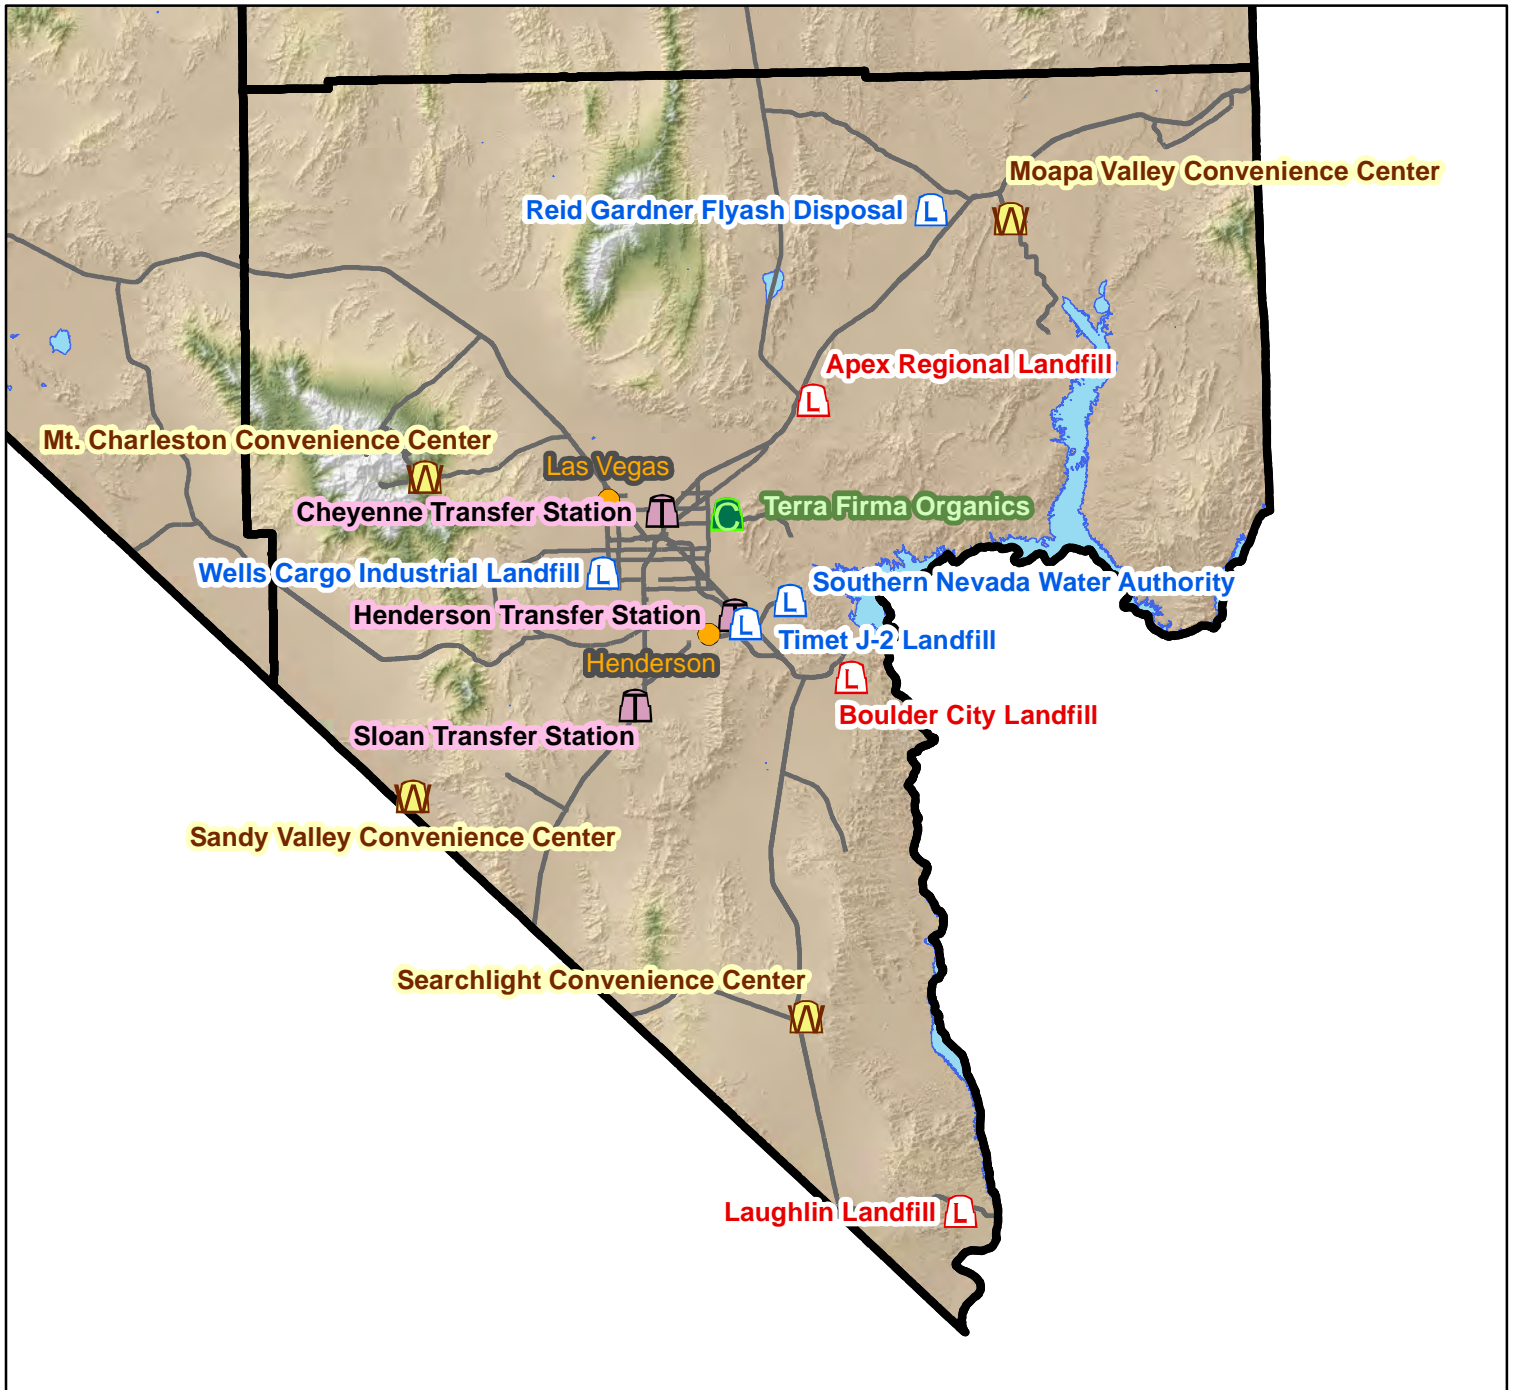 Moapa Valley Convenience Center
W
Reid Gardner Flyash Disposal
L
Apex Regional Landfill
L
Mt. Charleston Convenience Center
W
Las Vegas
Cheyenne Transfer Station
T
C
Terra Firma Organics
Wells Cargo Industrial Landfill
L
Southern Nevada Water Authority
L
Henderson Transfer Station
T
L
Timet J-2 Landfill
Henderson
L
Boulder City Landfill
T
Sloan Transfer Station
W
Sandy Valley Convenience Center
Searchlight Convenience Center
W
Laughlin Landfill
L